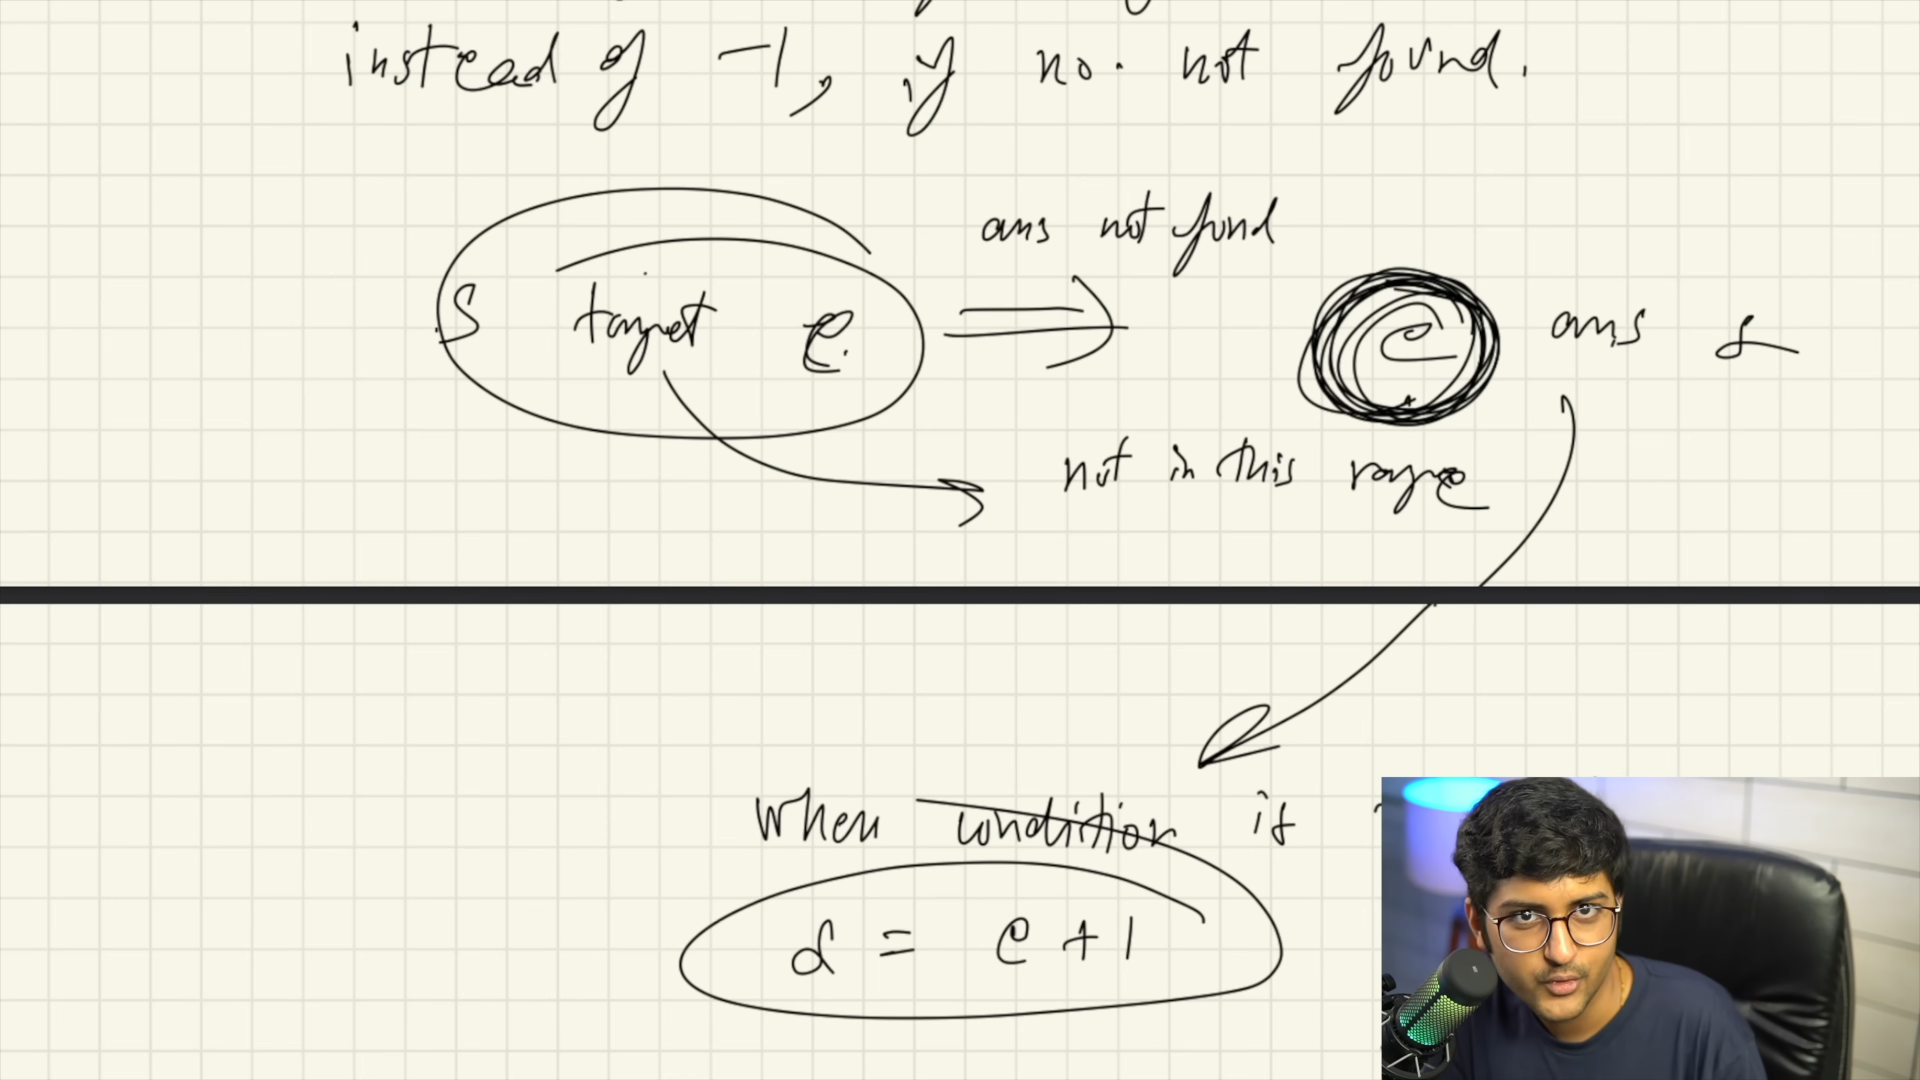 instead of -1, if no. not found.
ans not fond
S target e. => e ans s
not in this range
when condition is
s = e + 1